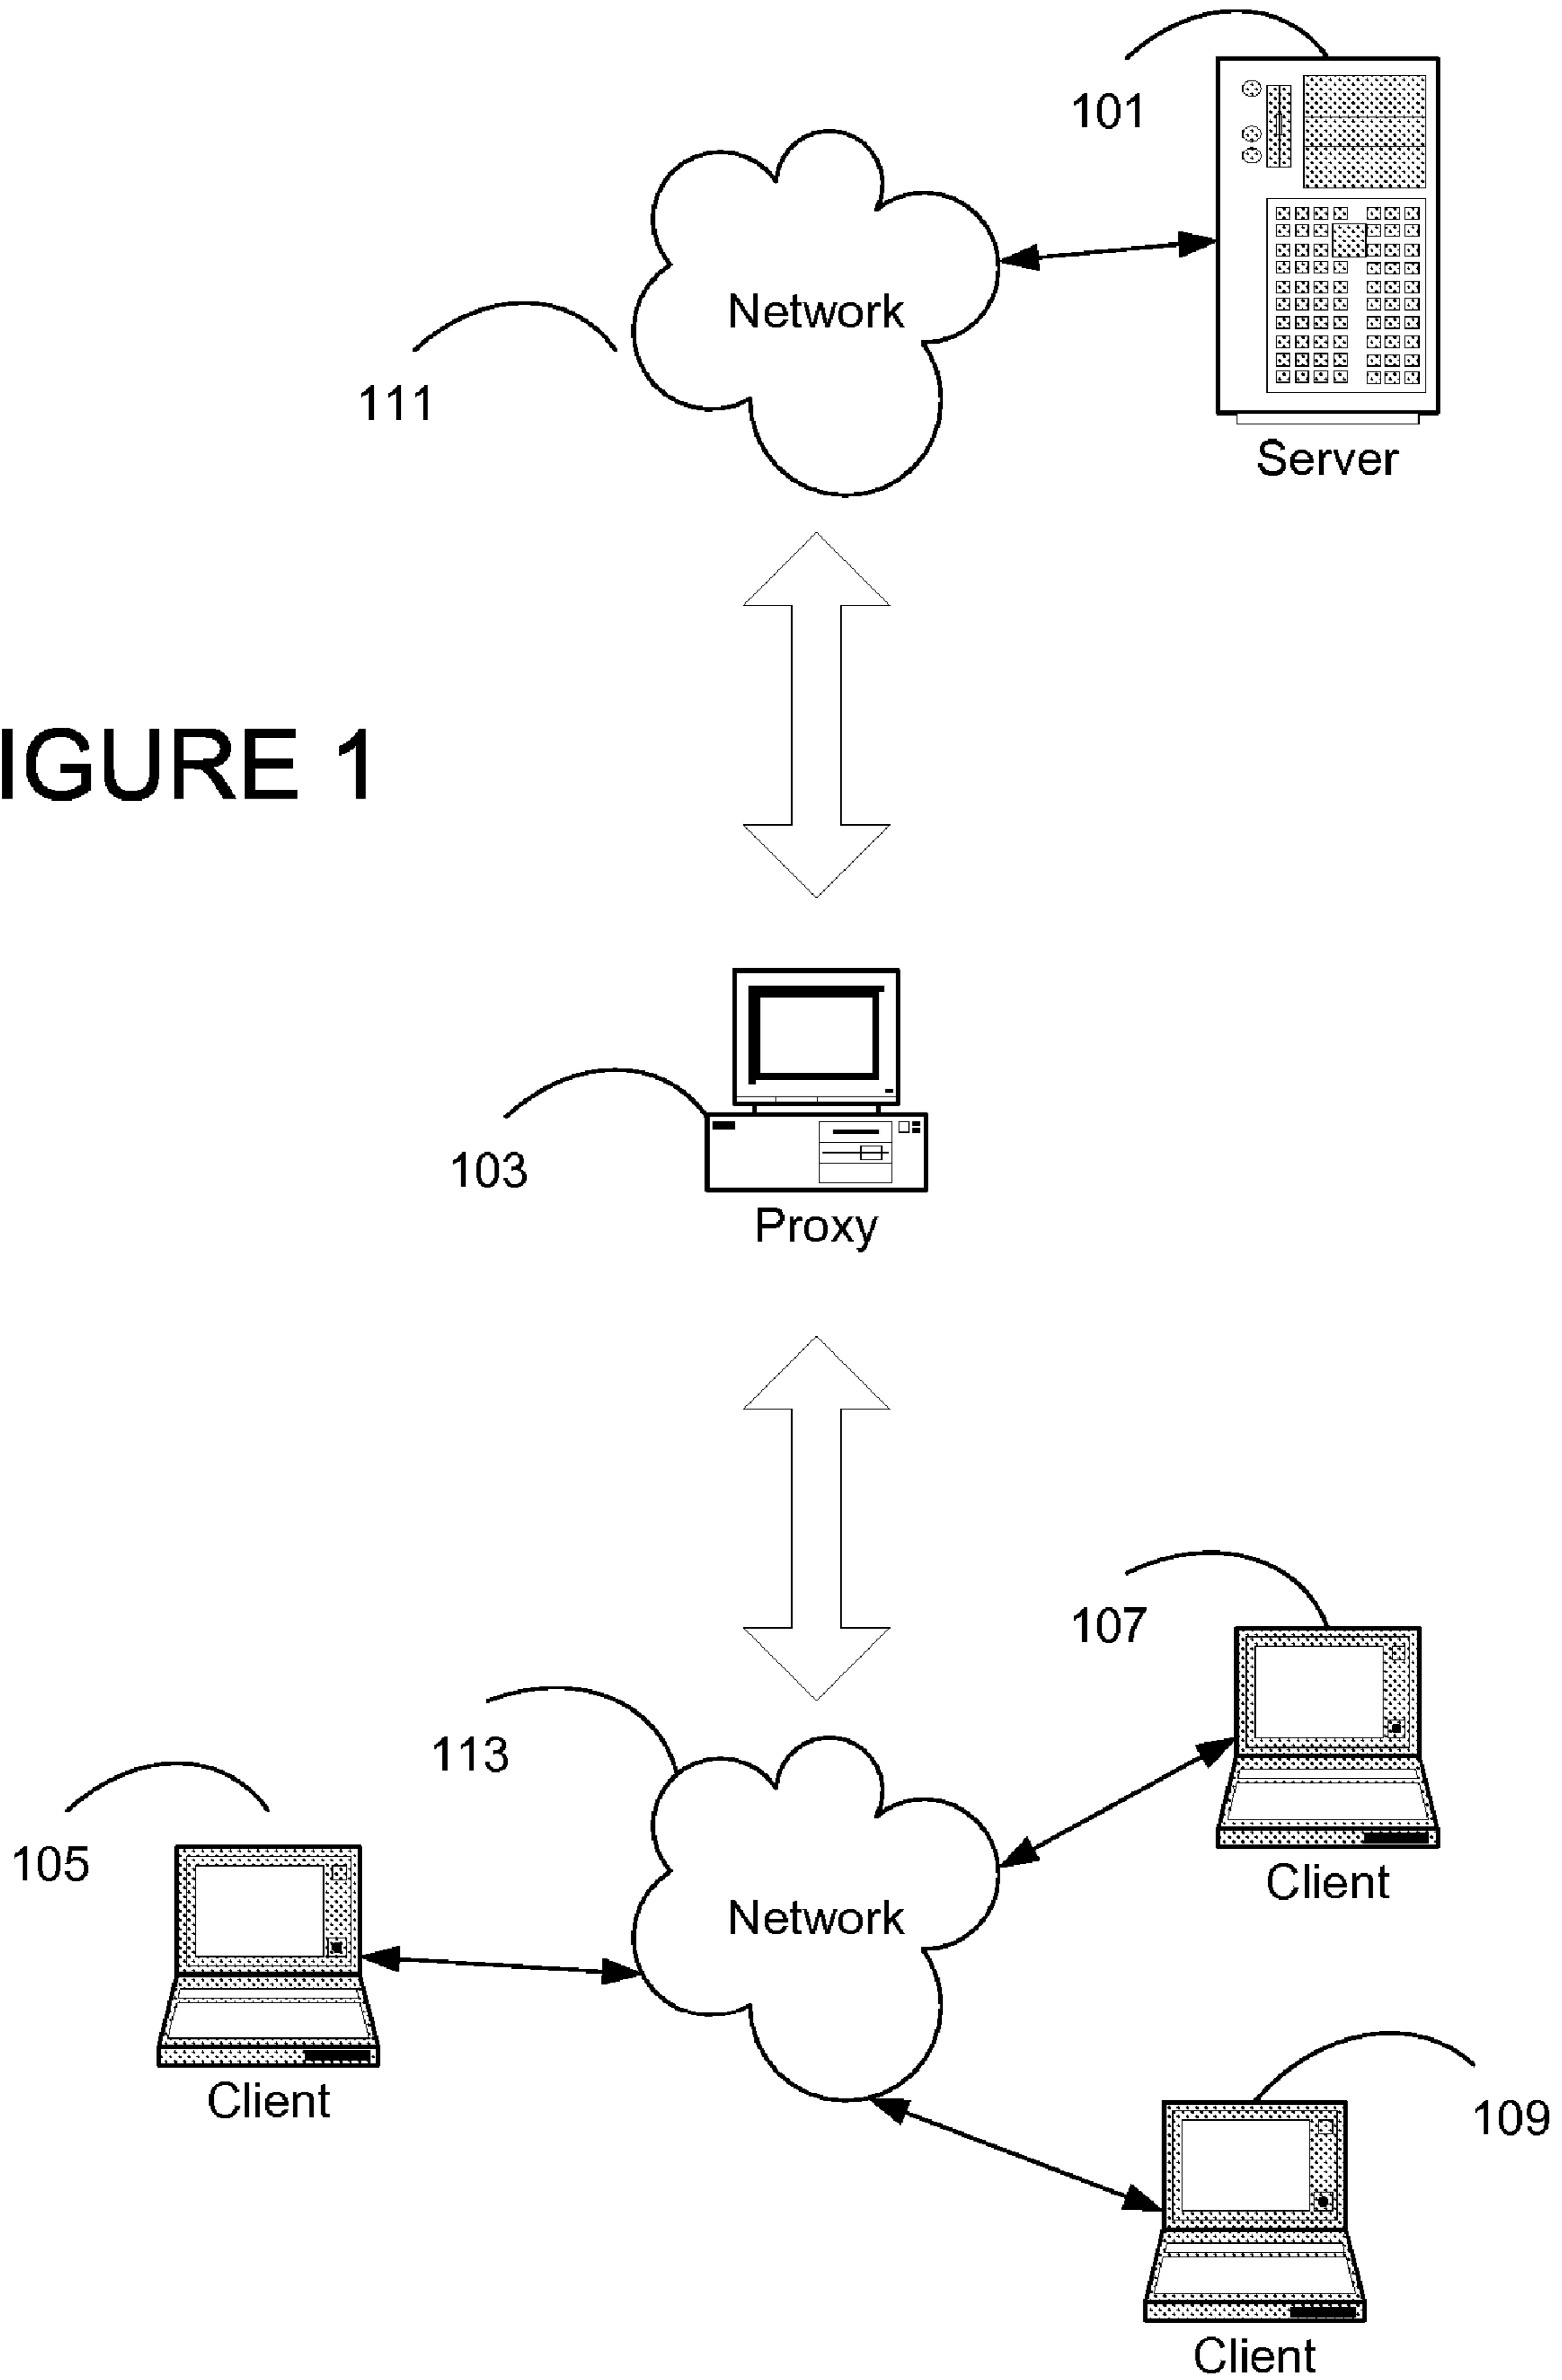 101
Network
111
Server
IGURE 1
103
Proxy
107
113
105
Client
Network
Client
109
Client